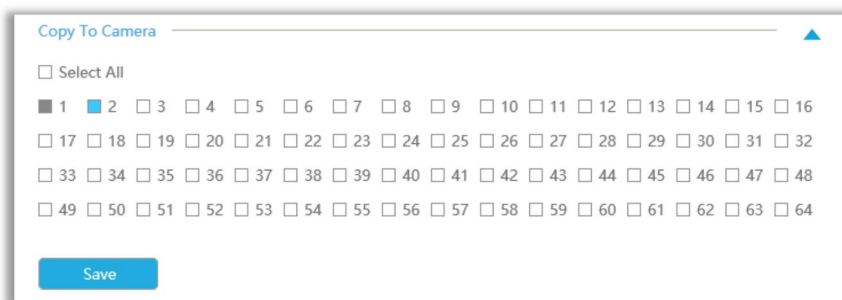 Copy To Camera
Select All
1 2 3 4 5 6 7 8 9 10 11 12 13 14 15 16
17 18 19 20 21 22 23 24 25 26 27 28 29 30 31 32
33 34 35 36 37 38 39 40 41 42 43 44 45 46 47 48
49 50 51 52 53 54 55 56 57 58 59 60 61 62 63 64
Save